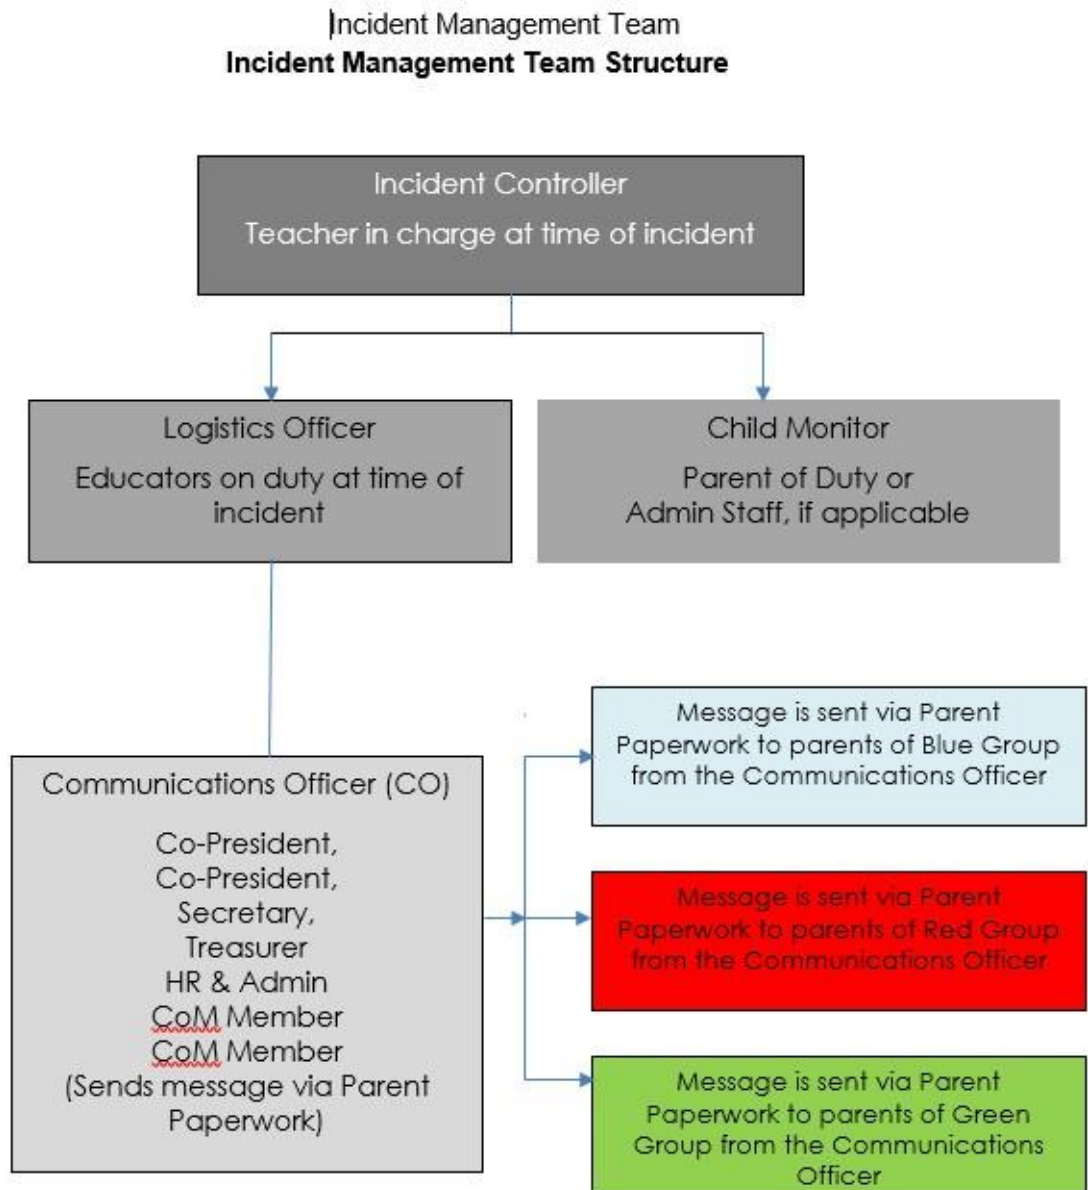 Incident Management Team
Incident Management Team Structure
Incident Controller
Teacher in charge at time of incident
Logistics Officer
Educators on duty at time of
incident
Child Monitor
Parent of Duty or
Admin Staff, if applicable
Communications Officer (CO)
Co-President,
Co-President,
Secretary,
Treasurer
HR & Admin
CoM Member
CoM Member
(Sends message via Parent
Paperwork)
Message is sent via Parent
Paperwork to parents of Blue Group
from the Communications Officer
Message is sent via Parent
Paperwork to parents of Red Group
from the Communications Officer
Message is sent via Parent
Paperwork to parents of Green
Group from the Communications
Officer